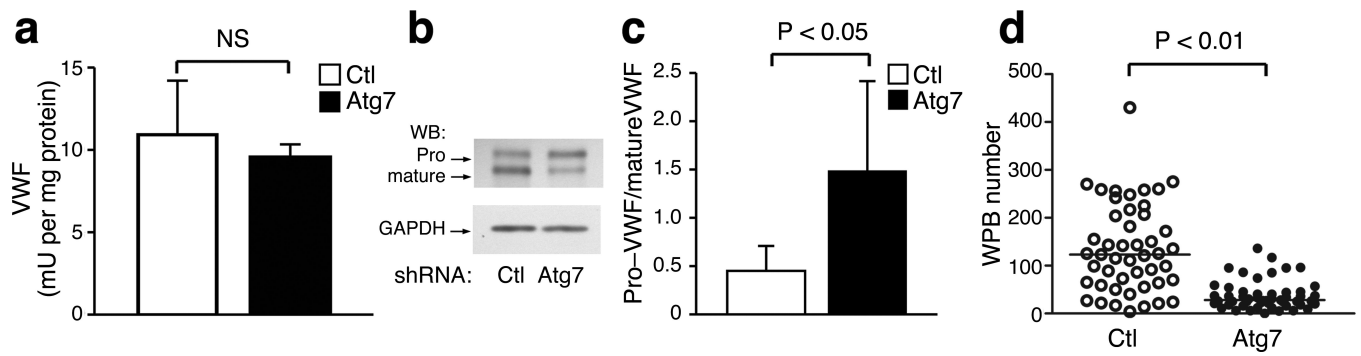 a
NS
Ctl
Atg7
VWF
(mU per mg protein)
15
10
5
0
b
WB:
Pro
mature
GAPDH
shRNA: Ctl Atg7
c
P < 0.05
Ctl
Atg7
Pro–VWF/matureVWF
2.5
2.0
1.5
1.0
0.5
0
d
P < 0.01
WPB number
500
400
300
200
100
0
Ctl Atg7